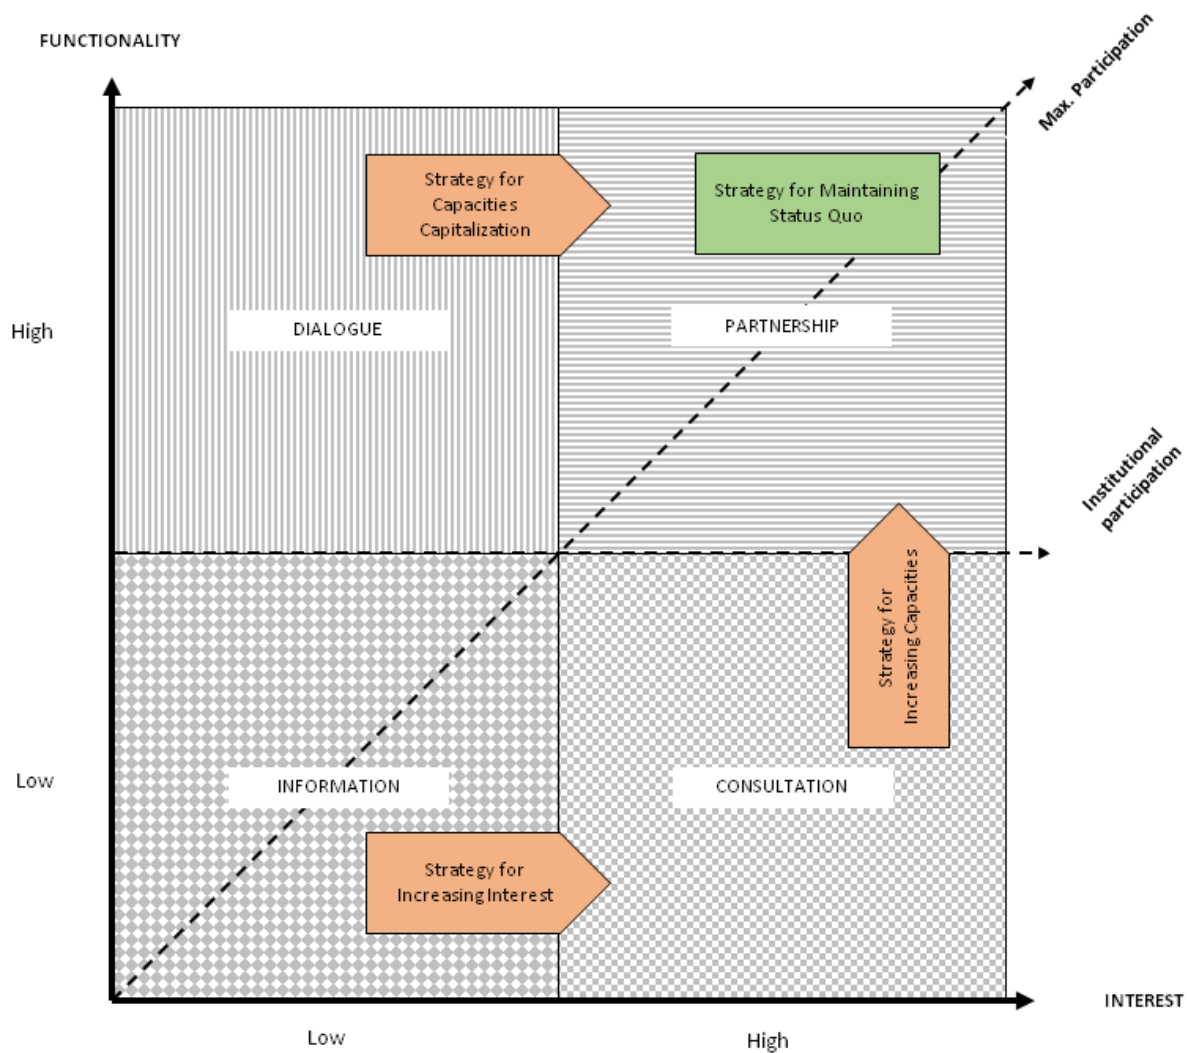 FUNCTIONALITY
Max. Participation
Strategy for
Capacities
Capitalization
Strategy for Maintaining
Status Quo
High
DIALOGUE
PARTNERSHIP
Institutional
participation
Strategy for
Increasing Capacities
Low
INFORMATION
CONSULTATION
Strategy for
Increasing Interest
INTEREST
Low
High